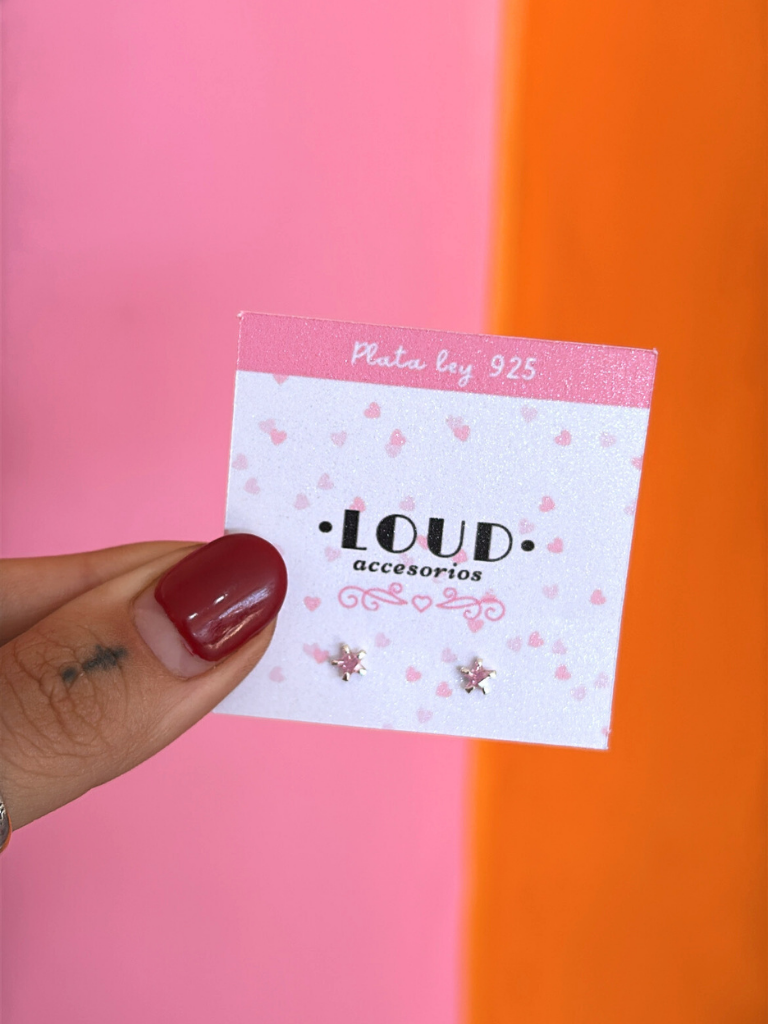 Plata ley 925
•LOUD•
accesorios